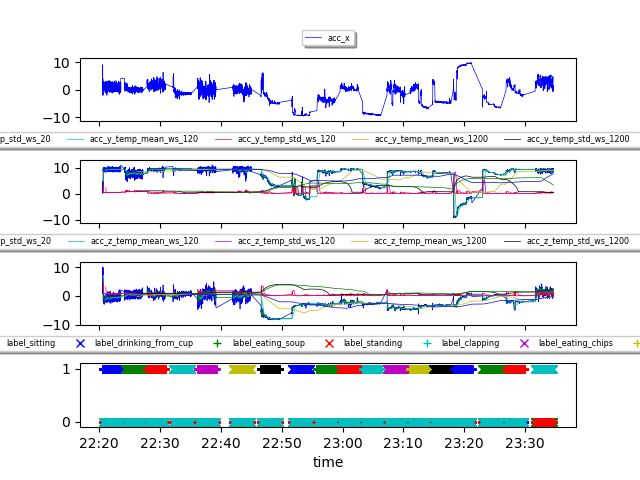 acc_x
10
0
−10
p_std_ws_20 acc_y_temp_mean_ws_120 acc_y_temp_std_ws_120 acc_y_temp_mean_ws_1200 acc_y_temp_std_ws_1200
10
0
−10
p_std_ws_20 acc_z_temp_mean_ws_120 acc_z_temp_std_ws_120 acc_z_temp_mean_ws_1200 acc_z_temp_std_ws_1200
10
0
−10
label_sitting label_drinking_from_cup label_eating_soup label_standing label_clapping label_eating_chips
1
0
22:20 22:30 22:40 22:50 23:00 23:10 23:20 23:30
time